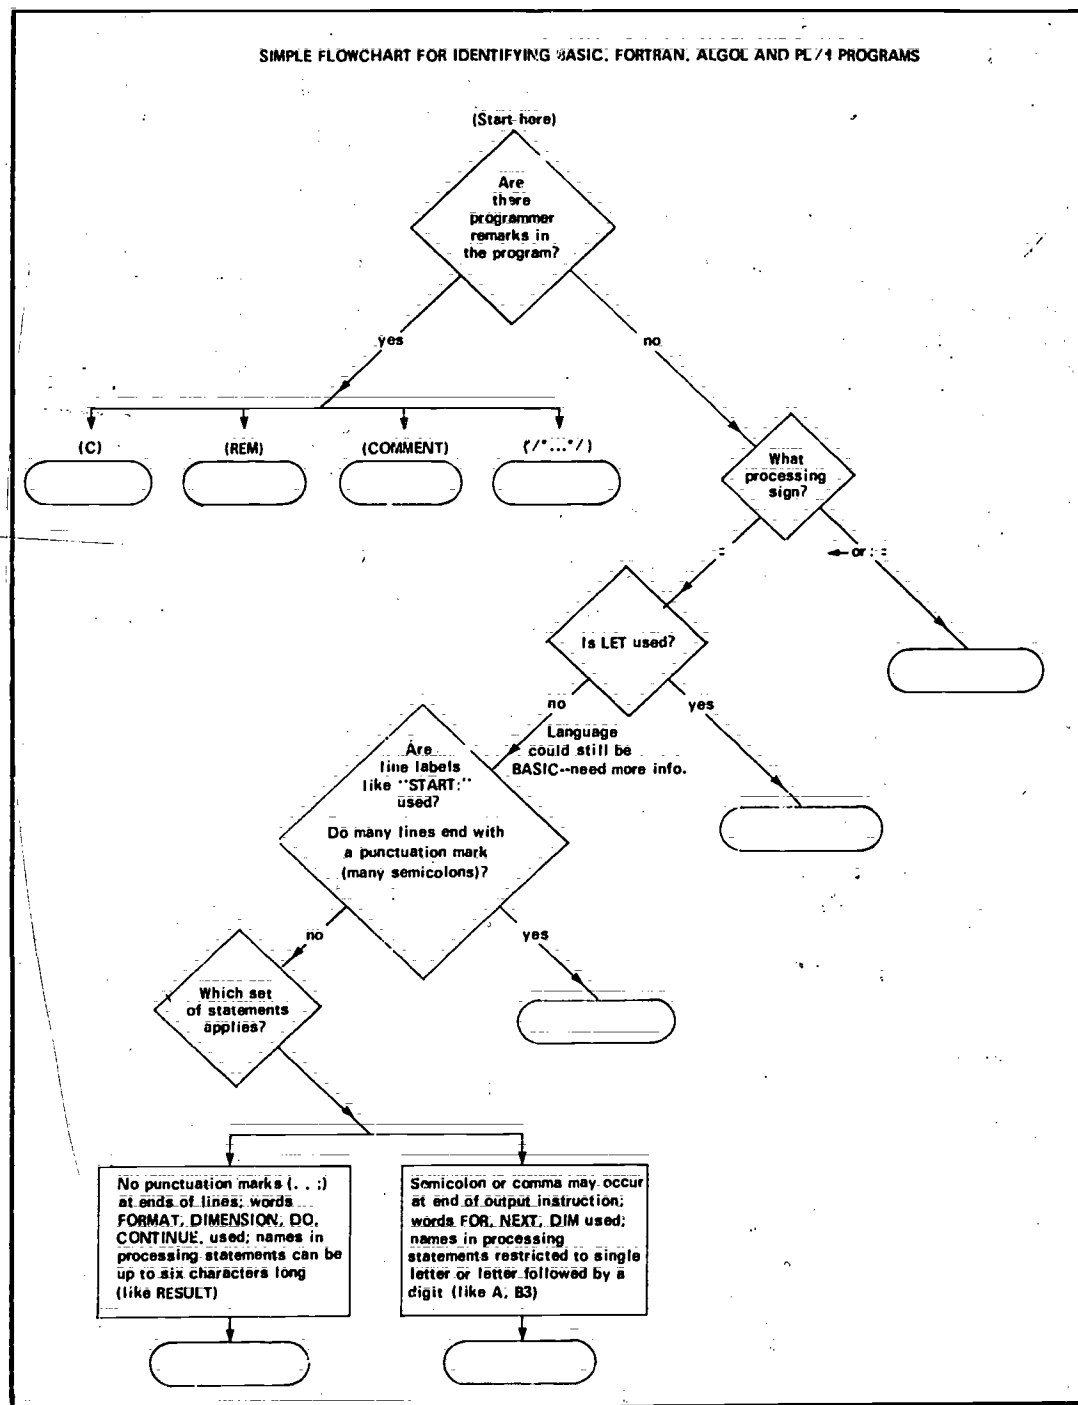 SIMPLE FLOWCHART FOR IDENTIFYING BASIC, FORTRAN, ALGOL AND PL/1 PROGRAMS
(Start here)
Are
there
programmer
remarks in
the program?
yes
no
(C)
(REM)
(COMMENT)
(/*...*/)
What
processing
sign?
=
← or :=
Is LET used?
no
yes
Language
could still be
BASIC--need more info.
Are
line labels
like "START:"
used?
Do many lines end with
a punctuation mark
(many semicolons)?
no
yes
Which set
of statements
applies?
No punctuation marks (. , ;)
at ends of lines; words
FORMAT, DIMENSION, DO,
CONTINUE, used; names in
processing statements can be
up to six characters long
(like RESULT)
Semicolon or comma may occur
at end of output instruction;
words FOR, NEXT, DIM used;
names in processing
statements restricted to single
letter or letter followed by a
digit (like A, B3)